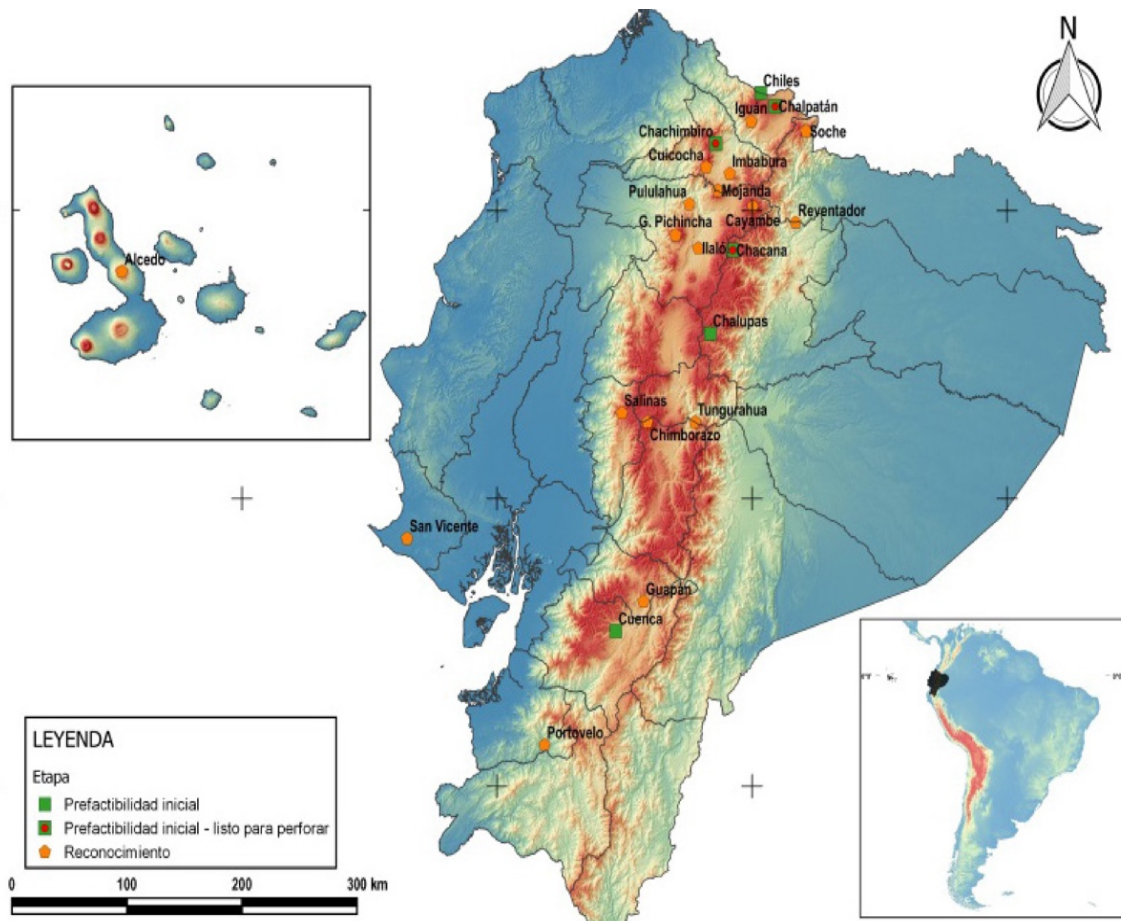 N
Chiles
Iguán
Chalpatán
Chachimbiro
Soche
Cuicocha
Imbabura
Pululahua
Mojanda
G. Pichincha
Cayambe
Reventador
Ilaló
Chacana
Alcedo
Chalupas
Salinas
Tungurahua
Chimborazo
San Vicente
Guapán
Cuenca
Portovelo
LEYENDA
Etapa
Prefactibilidad inicial
Prefactibilidad inicial - listo para perforar
Reconocimiento
0 100 200 300 km